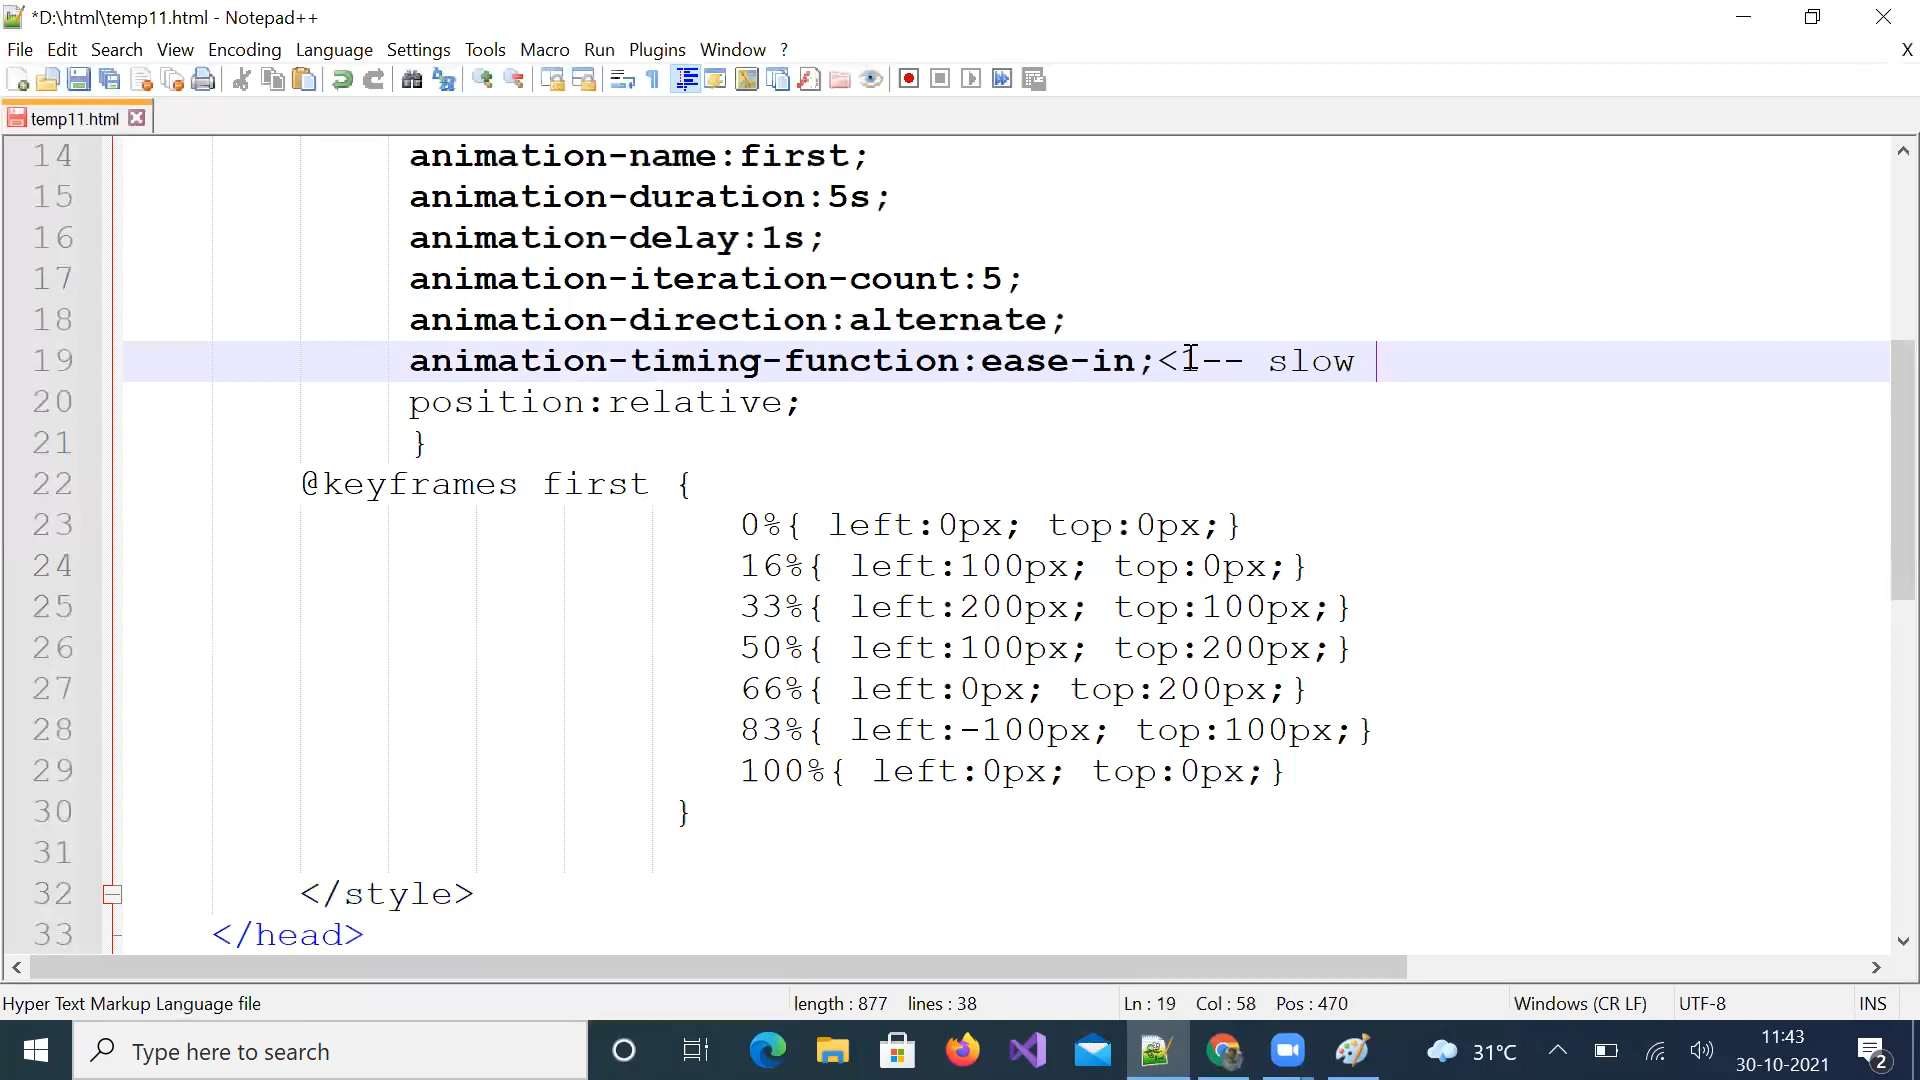 *D:\html\temp11.html - Notepad++
File Edit Search View Encoding Language Settings Tools Macro Run Plugins Window ? X
temp11.html
14 animation-name:first;
15 animation-duration:5s;
16 animation-delay:1s;
17 animation-iteration-count:5;
18 animation-direction:alternate;
19 animation-timing-function:ease-in;<!-- slow
20 position:relative;
21 }
22 @keyframes first {
23 0%{ left:0px; top:0px;}
24 16%{ left:100px; top:0px;}
25 33%{ left:200px; top:100px;}
26 50%{ left:100px; top:200px;}
27 66%{ left:0px; top:200px;}
28 83%{ left:-100px; top:100px;}
29 100%{ left:0px; top:0px;}
30 }
31
32 </style>
33 </head>
Hyper Text Markup Language file length : 877 lines : 38 Ln : 19 Col : 58 Pos : 470 Windows (CR LF) UTF-8 INS
Type here to search 31°C 11:43
30-10-2021 2